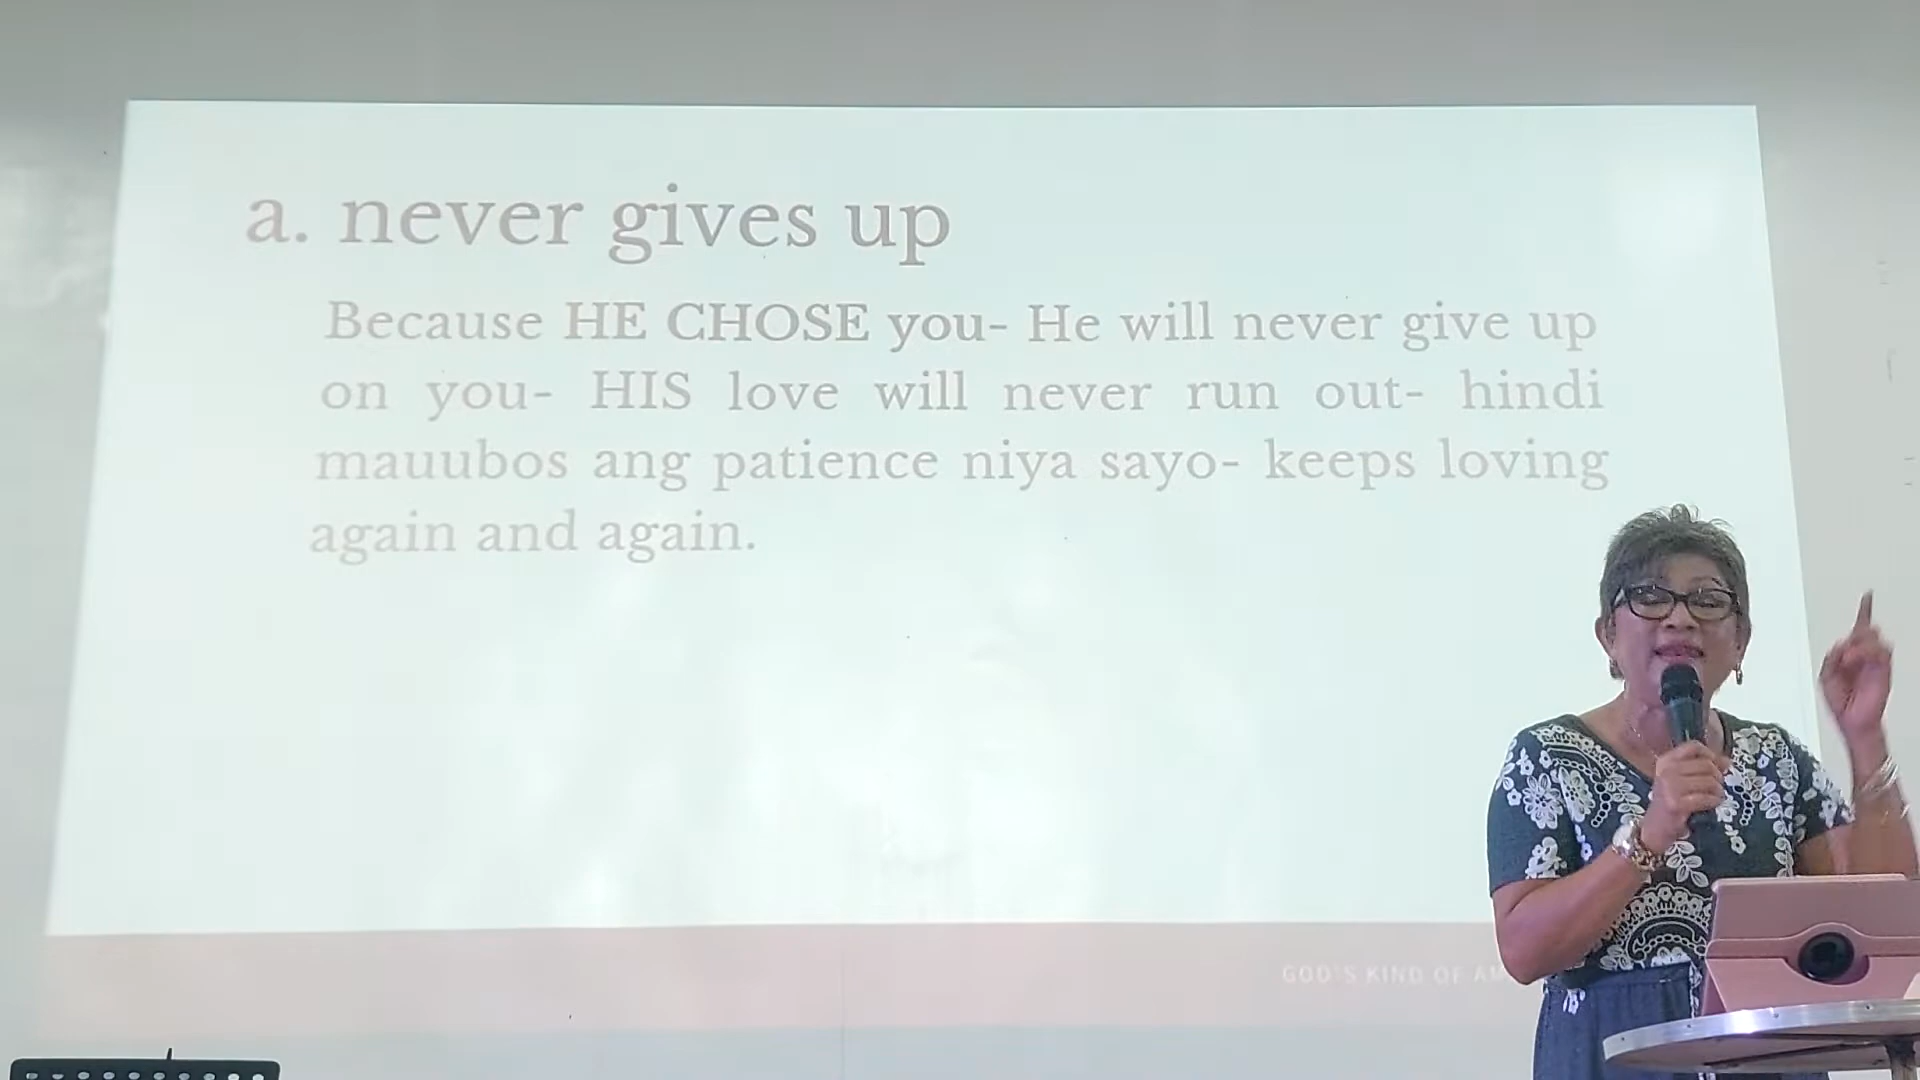 a. never gives up
Because HE CHOSE you- He will never give up
on you- HIS love will never run out- hindi
mauubos ang patience niya sayo- keeps loving
again and again.
GOD'S KIND OF